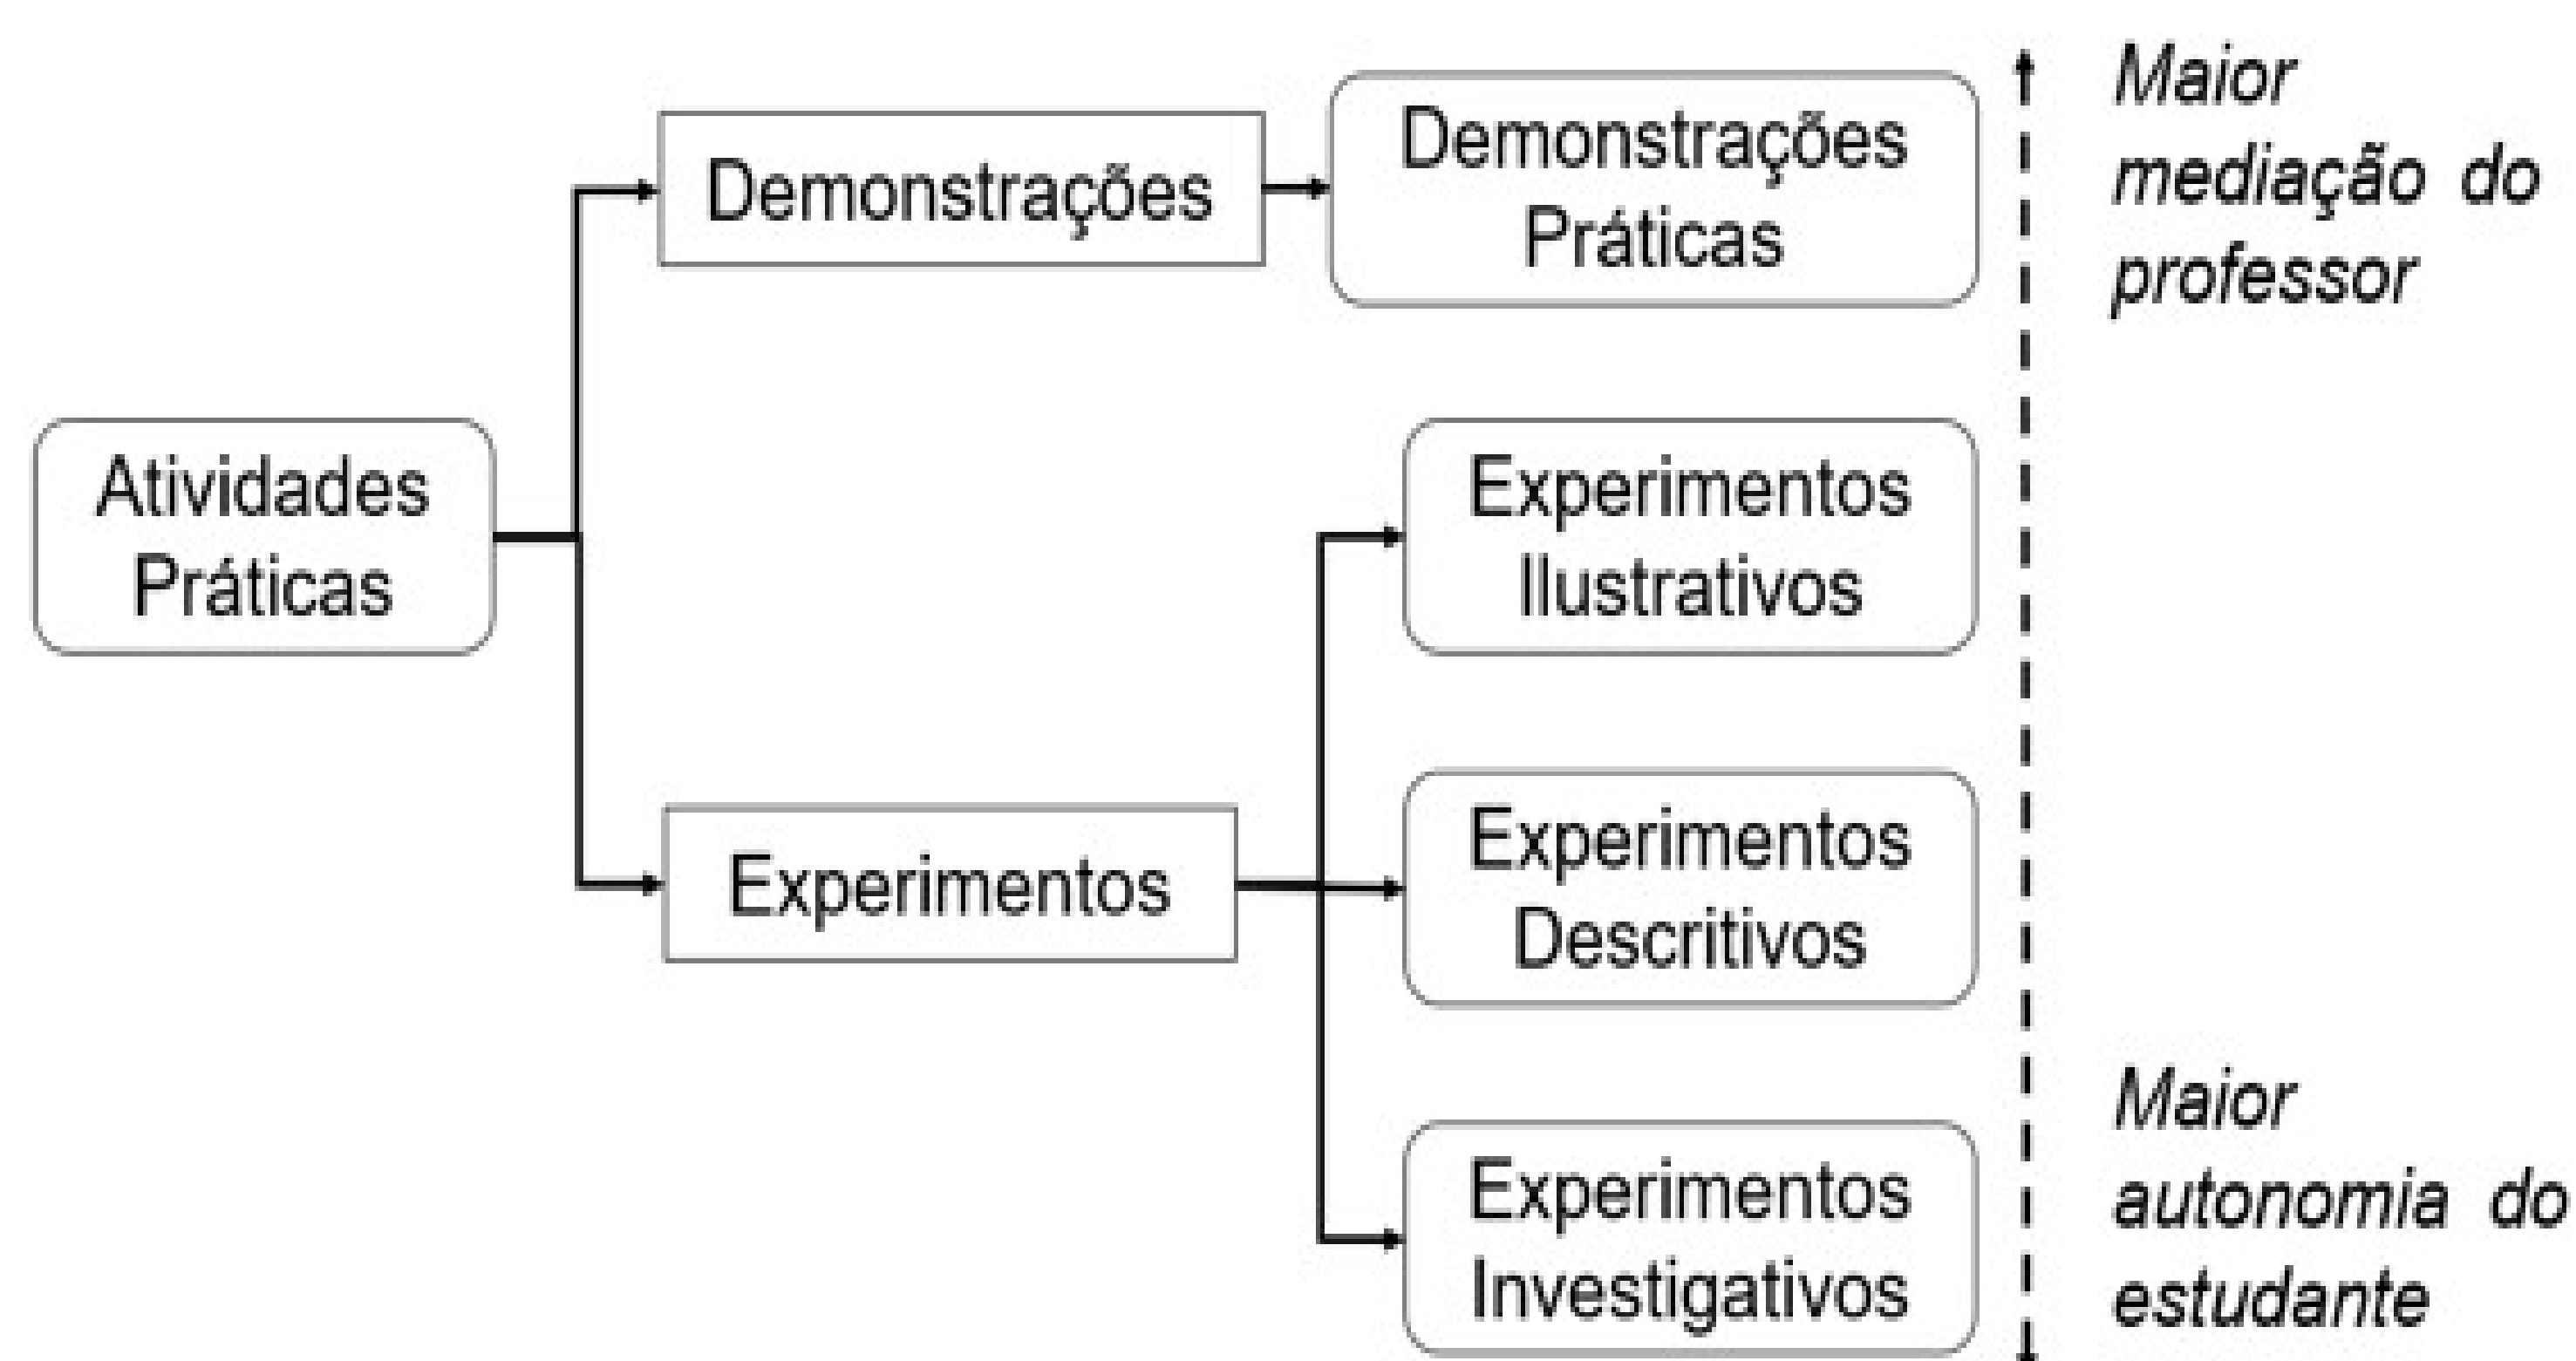 Atividades
Práticas
Demonstrações
Demonstrações
Práticas
Experimentos
Experimentos
Ilustrativos
Experimentos
Descritivos
Experimentos
Investigativos
Maior
mediação do
professor
Maior
autonomia do
estudante